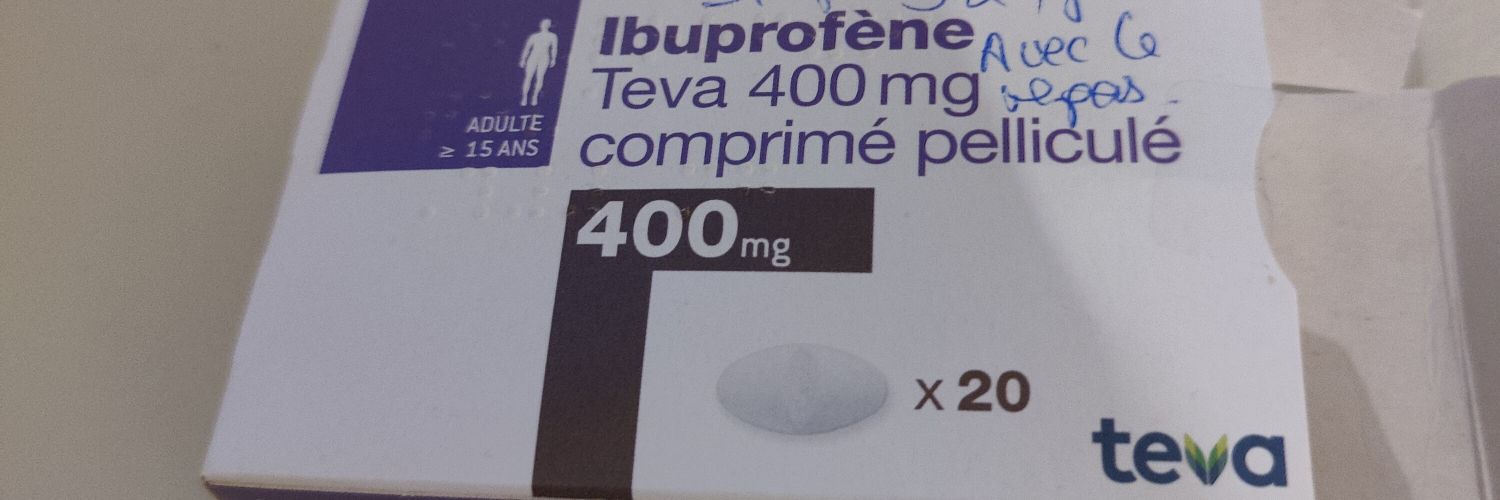 Ibuprofène
Avec le
Teva 400 mg
repas.
comprimé pelliculé
ADULTE
≥ 15 ANS
400mg
x 20
teva